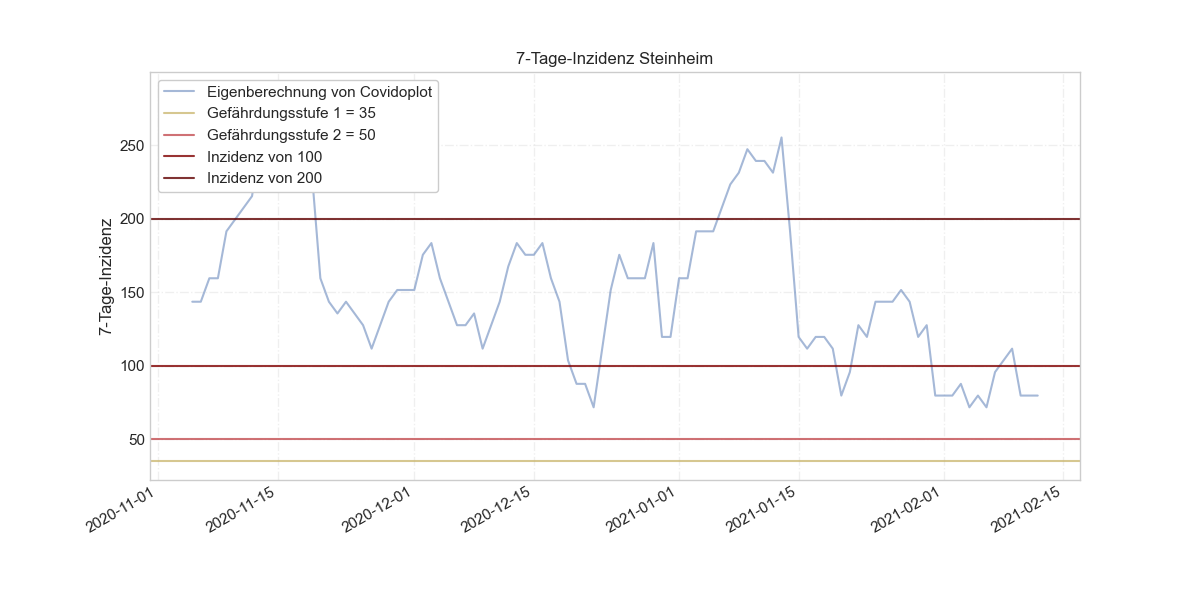 7-Tage-Inzidenz Steinheim
Eigenberechnung von Covidoplot
Gefährdungsstufe 1 = 35
Gefährdungsstufe 2 = 50
Inzidenz von 100
Inzidenz von 200
7-Tage-Inzidenz
250
200
150
100
50
2020-11-01
2020-11-15
2020-12-01
2020-12-15
2021-01-01
2021-01-15
2021-02-01
2021-02-15